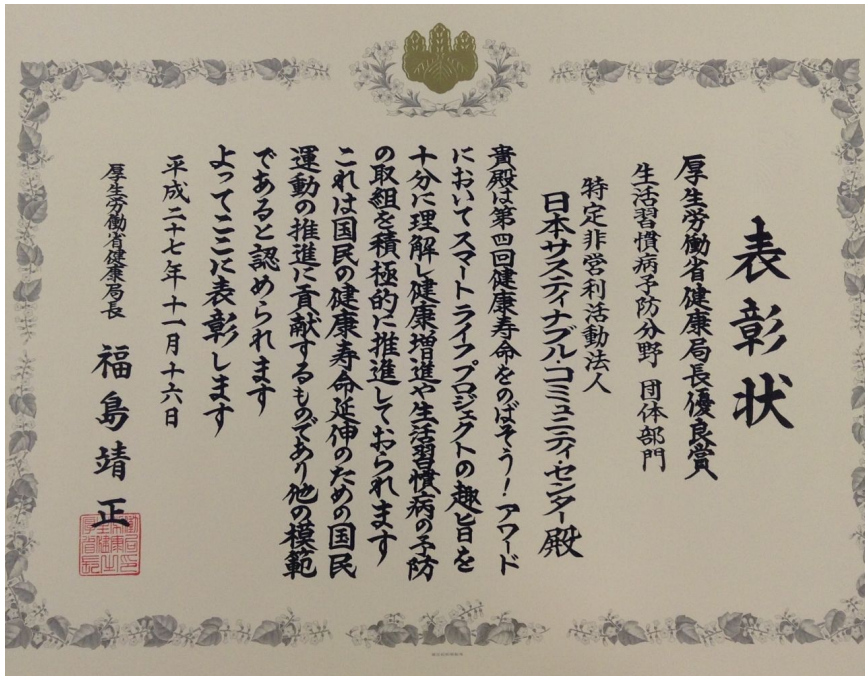 表彰状
厚生労働省健康局長優良賞
生活習慣病予防分野 団体部門
特定非営利活動法人
日本サスティナブル・コミュニティ・センター 殿
貴殿は第四回健康寿命をのばそう！アワード
においてスマートライフプロジェクトの趣旨を
十分に理解し健康増進や生活習慣病の予防
の取組を積極的に推進しておられます
これは国民の健康寿命延伸のための国民
運動の推進に貢献するものであり他の模範
であると認められます
よってここに表彰します
平成二十七年十一月十六日
厚生労働省健康局長 福島靖正